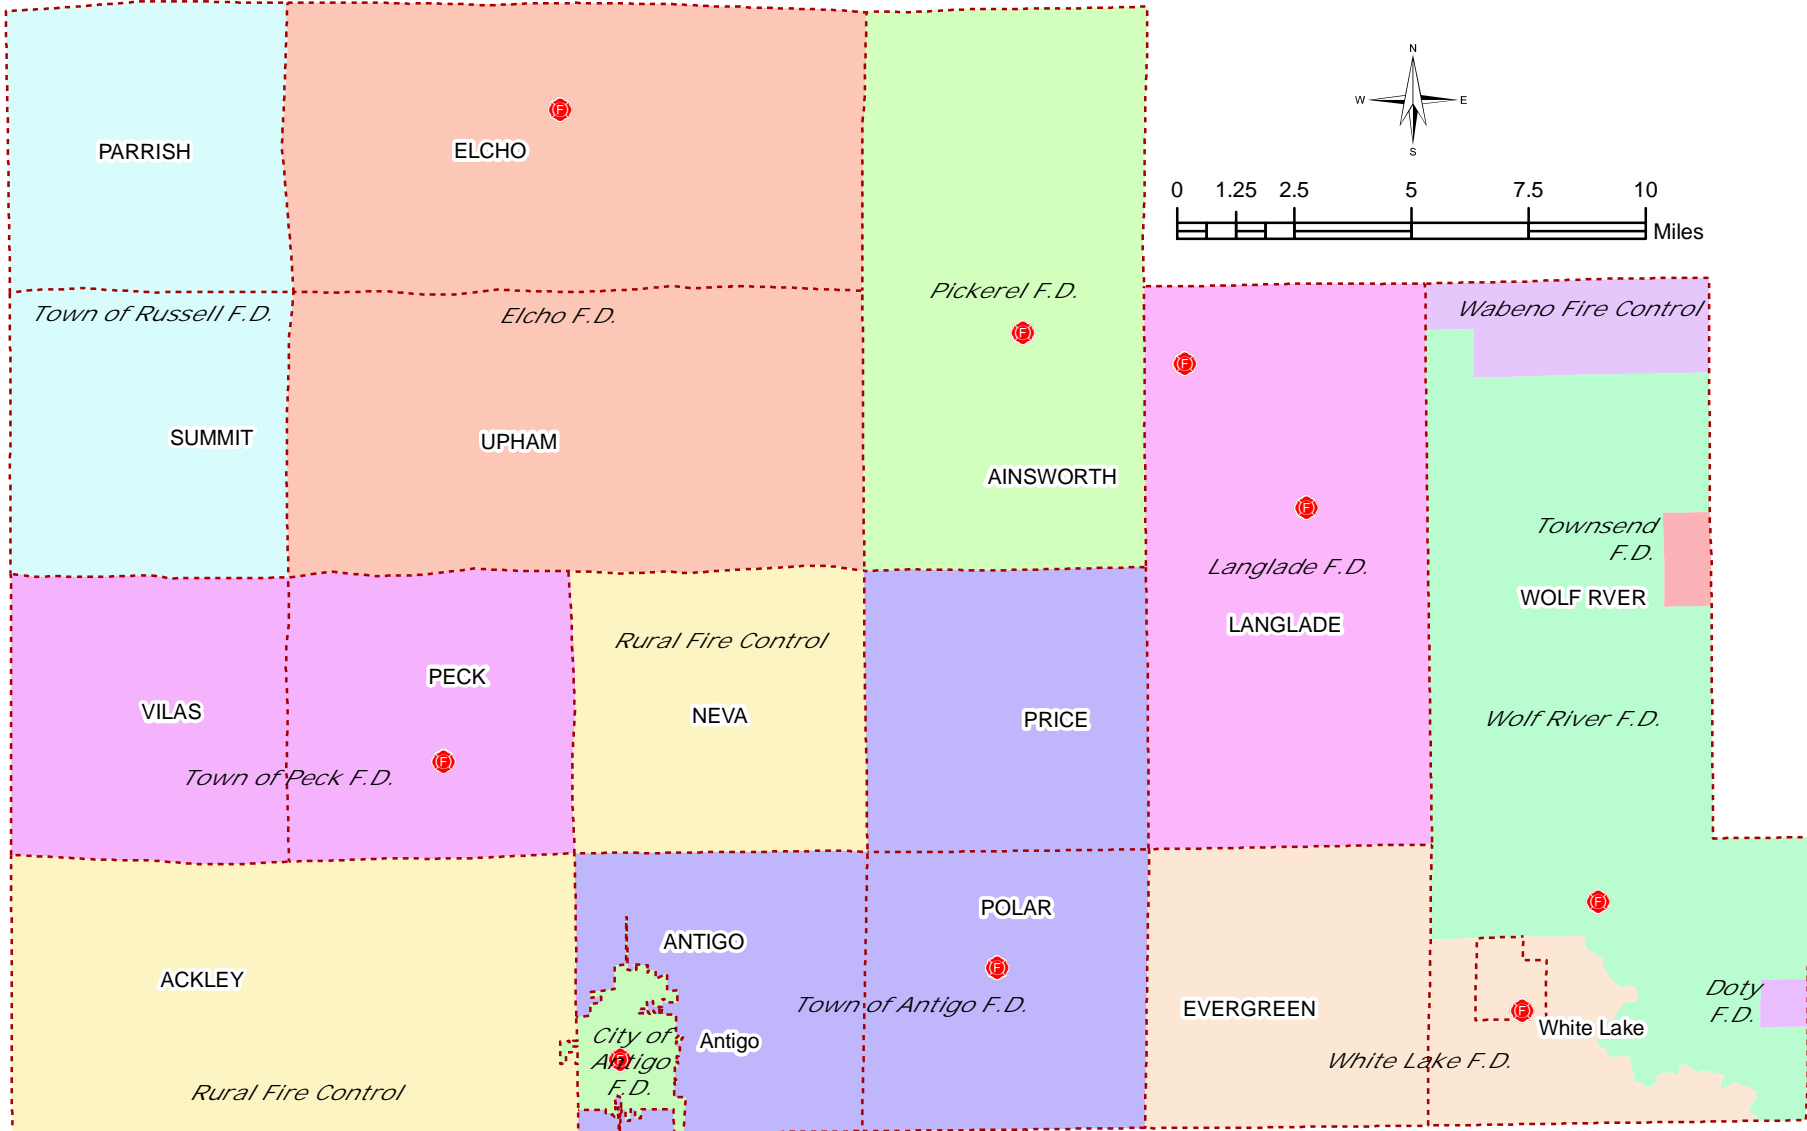 N
W E
S
0 1.25 2.5 5 7.5 10
Miles
PARRISH
ELCHO
Pickerel F.D.
Town of Russell F.D.
Elcho F.D.
Wabeno Fire Control
SUMMIT
UPHAM
AINSWORTH
Townsend
F.D.
Langlade F.D.
WOLF RVER
LANGLADE
Rural Fire Control
PECK
VILAS
NEVA
PRICE
Wolf River F.D.
Town of Peck F.D.
POLAR
ANTIGO
ACKLEY
Town of Antigo F.D.
EVERGREEN
Doty
F.D.
White Lake
City of
Antigo
F.D.
Antigo
White Lake F.D.
Rural Fire Control
F
F
F
F
F
F
F
F
F